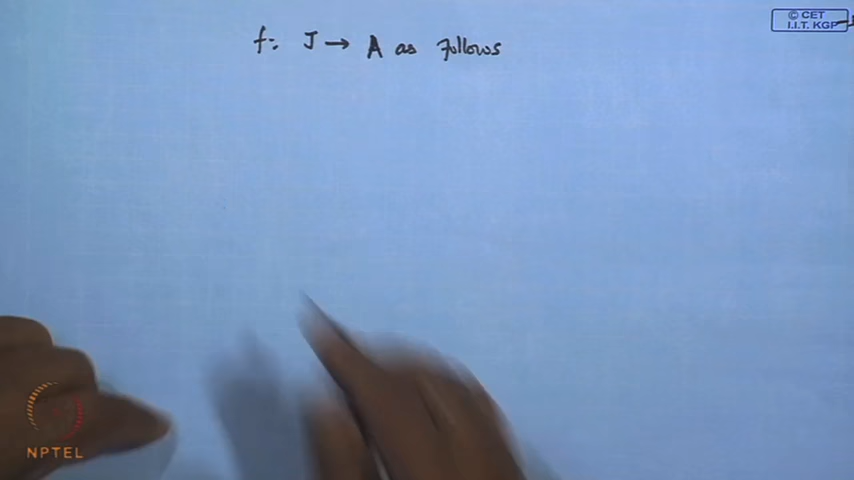 © CET
I.I.T. KGP
f: J → A as follows
NPTEL